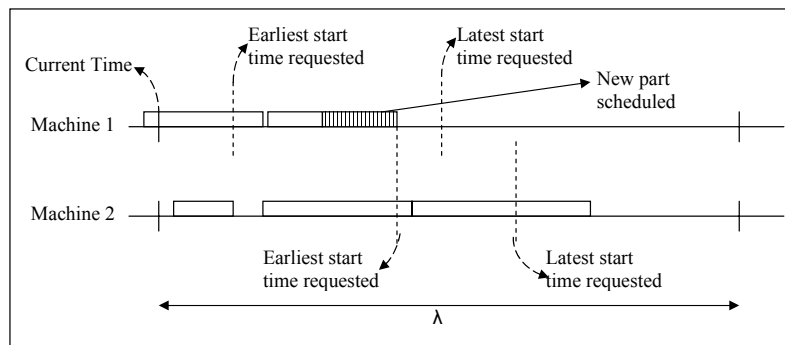 Earliest start
time requested
Latest start
time requested
Current Time
New part
scheduled
Machine 1
Machine 2
Earliest start
time requested
Latest start
time requested
λ